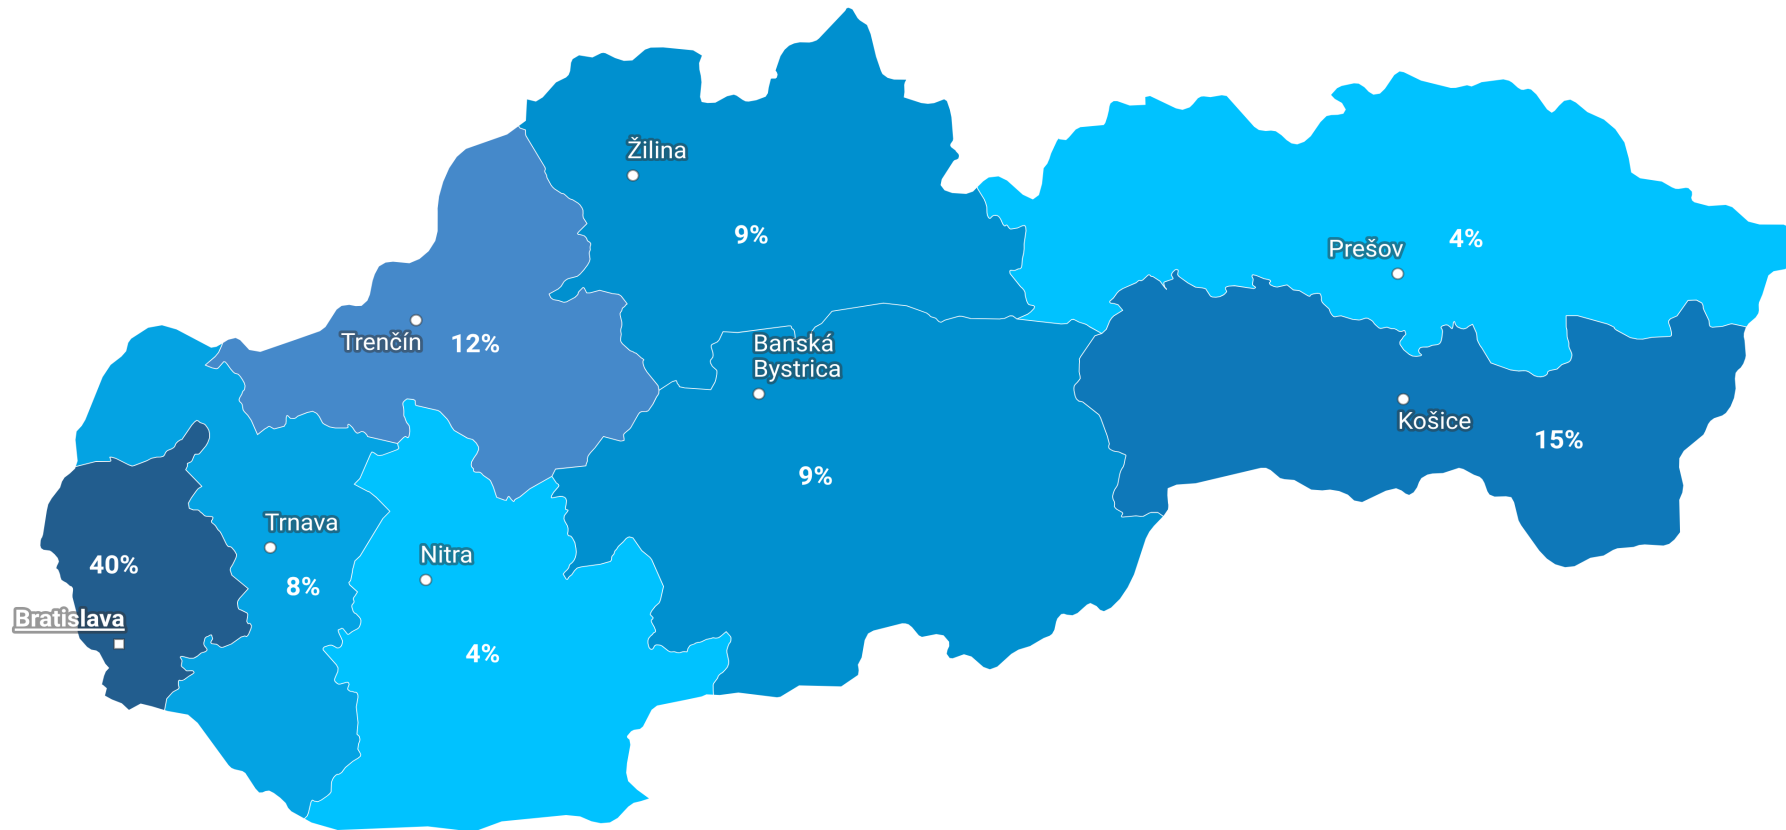 Žilina
9%
Prešov
4%
Trenčín
12%
Banská
Bystrica
Košice
15%
9%
Trnava
8%
Nitra
4%
40%
Bratislava